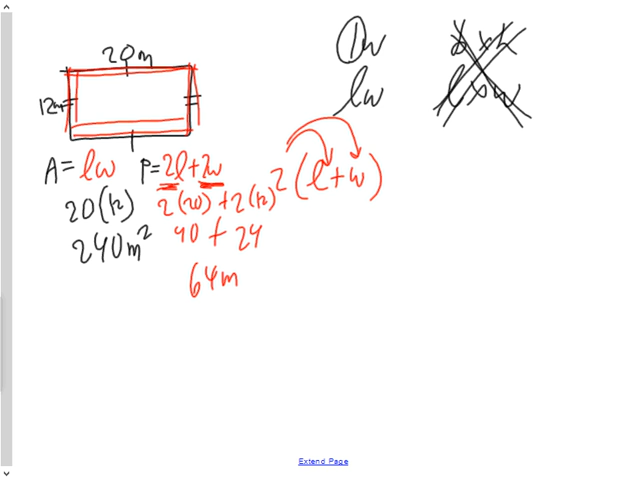 20m
12m
A = lw P = 2l+2w 2(l+w)
20(12) 2(20) + 2(12)
240m² 40 + 24
64m
lw
lw
Extend Page